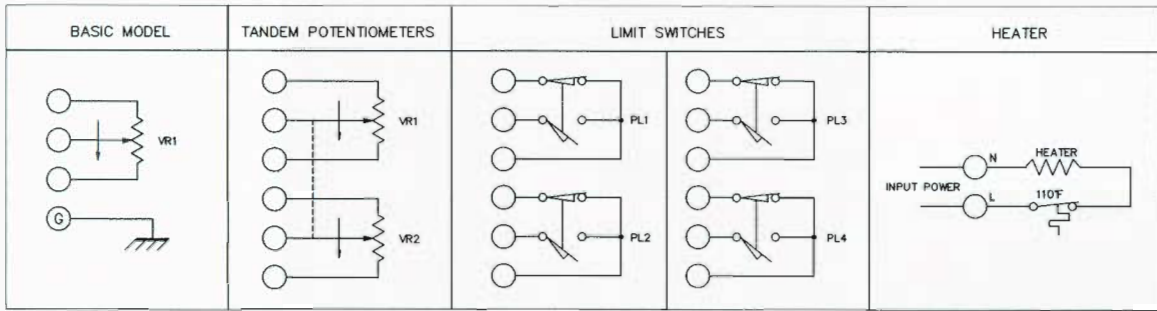 BASIC MODEL
TANDEM POTENTIOMETERS
LIMIT SWITCHES
HEATER
VR1
G
VR1
VR2
PL1
PL2
PL3
PL4
N
HEATER
INPUT POWER
L
110°F